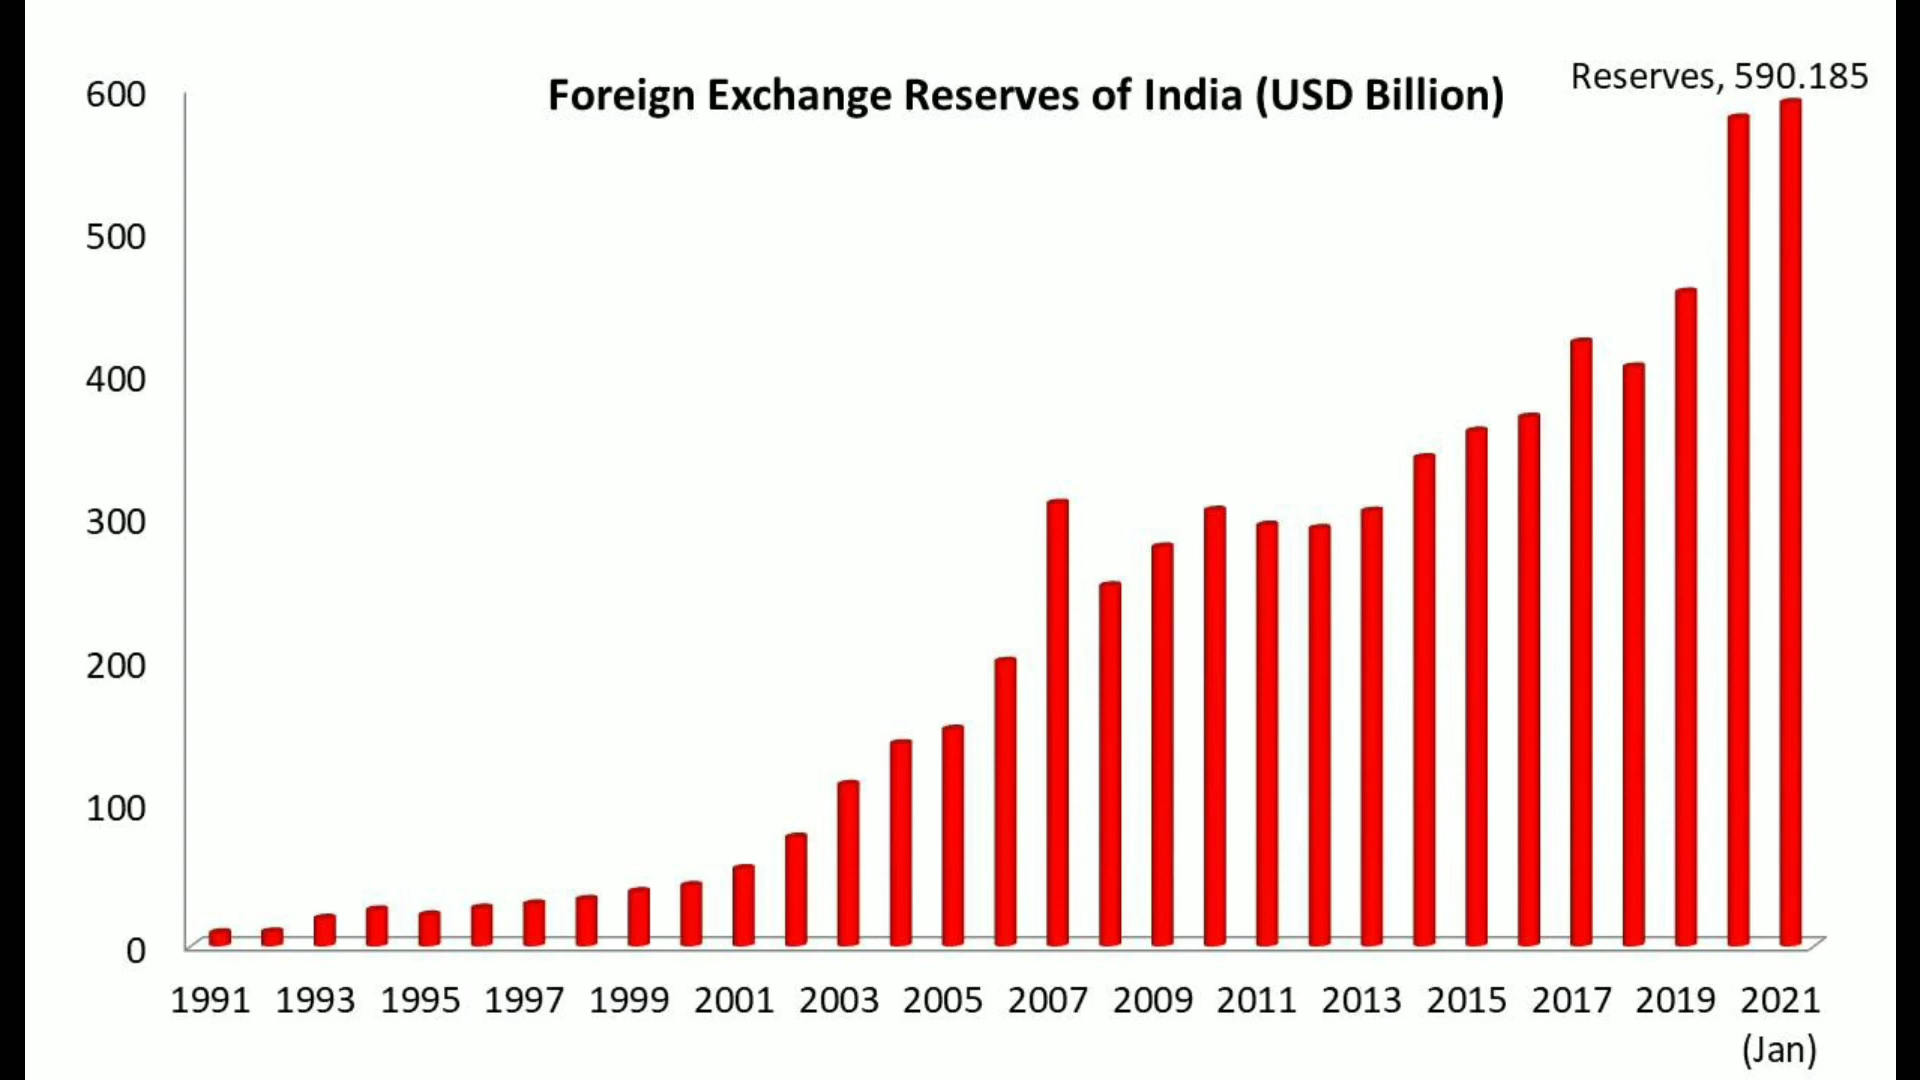 Foreign Exchange Reserves of India (USD Billion)
Reserves, 590.185
600
500
400
300
200
100
0
1991 1993 1995 1997 1999 2001 2003 2005 2007 2009 2011 2013 2015 2017 2019 2021
(Jan)